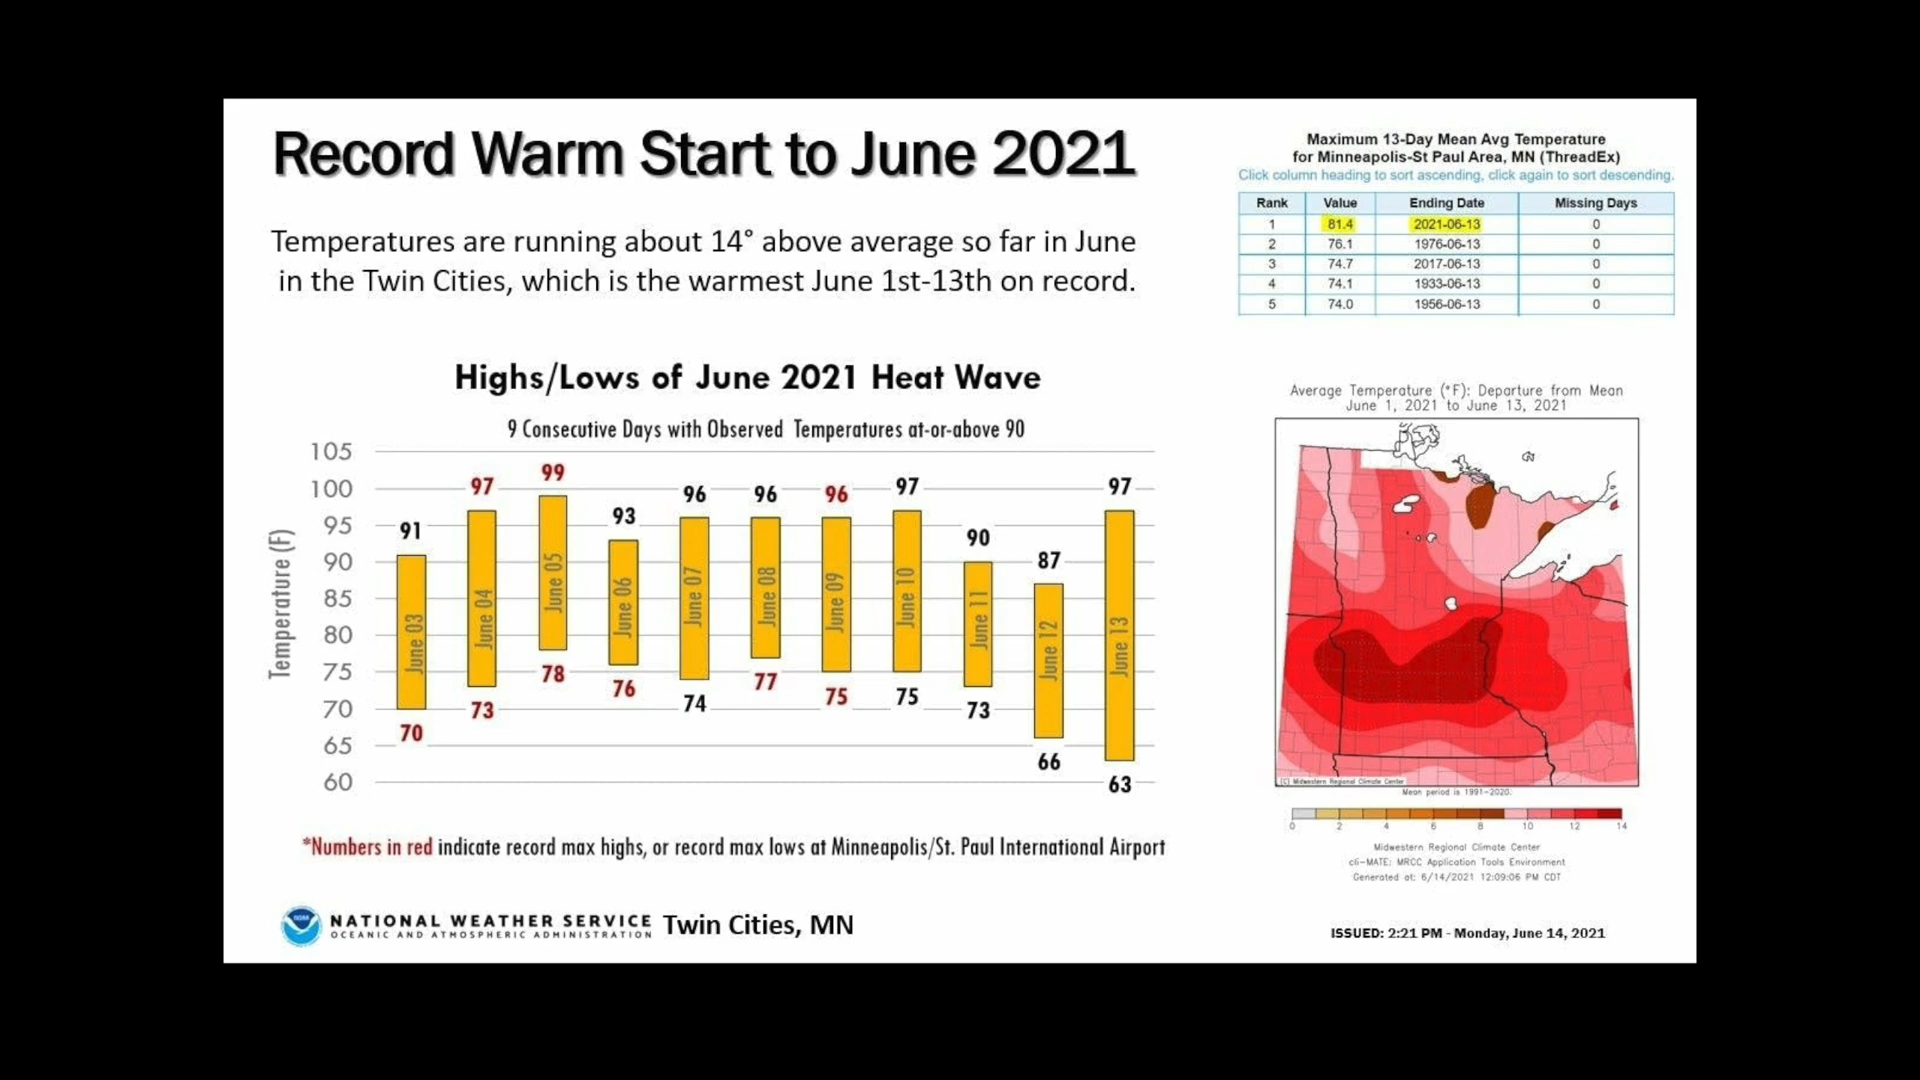 Record Warm Start to June 2021
Temperatures are running about 14° above average so far in June
in the Twin Cities, which is the warmest June 1st-13th on record.
Maximum 13-Day Mean Avg Temperature
for Minneapolis-St Paul Area, MN (ThreadEx)
Click column heading to sort ascending, click again to sort descending.
Rank Value Ending Date Missing Days
1 81.4 2021-06-13 0
2 76.1 1976-06-13 0
3 74.7 2017-06-13 0
4 74.1 1933-06-13 0
5 74.0 1956-06-13 0
Highs/Lows of June 2021 Heat Wave
9 Consecutive Days with Observed Temperatures at-or-above 90
Temperature (F)
105
100
95
90
85
80
75
70
65
60
91 June 03 70
97 June 04 73
99 June 05 78
93 June 06 76
96 June 07 74
96 June 08 77
96 June 09 75
97 June 10 75
90 June 11 73
87 June 12 66
97 June 13 63
*Numbers in red indicate record max highs, or record max lows at Minneapolis/St. Paul International Airport
Average Temperature (°F): Departure from Mean
June 1, 2021 to June 13, 2021
(C) Midwestern Regional Climate Center
Mean period is 1991-2020.
0 2 4 6 8 10 12 14
Midwestern Regional Climate Center
cli-MATE: MRCC Application Tools Environment
Generated at: 6/14/2021 12:09:06 PM CDT
NOAA
NATIONAL WEATHER SERVICE Twin Cities, MN
OCEANIC AND ATMOSPHERIC ADMINISTRATION
ISSUED: 2:21 PM - Monday, June 14, 2021